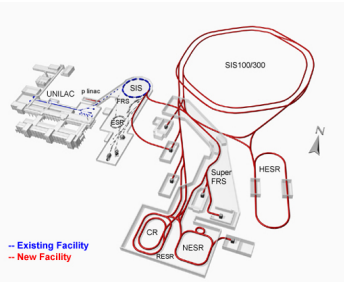 SIS100/300
UNILAC
p linac
SIS
FRS
ESR
N
HESR
Super
FRS
CR
NESR
RESR
-- Existing Facility
-- New Facility